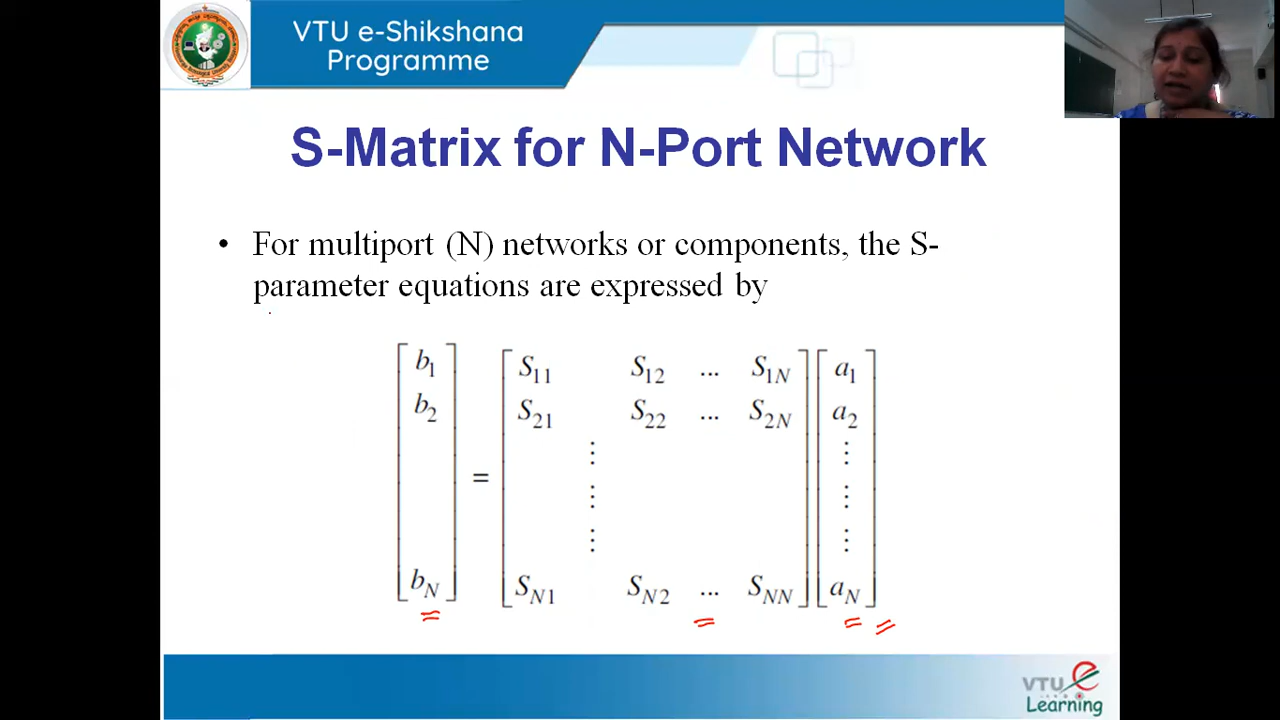 VTU e-Shikshana
Programme
S-Matrix for N-Port Network
• For multiport (N) networks or components, the S-
parameter equations are expressed by
[b₁] = [S₁₁ S₁₂ ... S₁N] [a₁]
[b₂] [S₂₁ S₂₂ ... S₂N] [a₂]
⋮ ⋮
⋮ ⋮
⋮ ⋮
[bN] [SN1 SN2 ... SNN] [aN]
VTU e
Learning